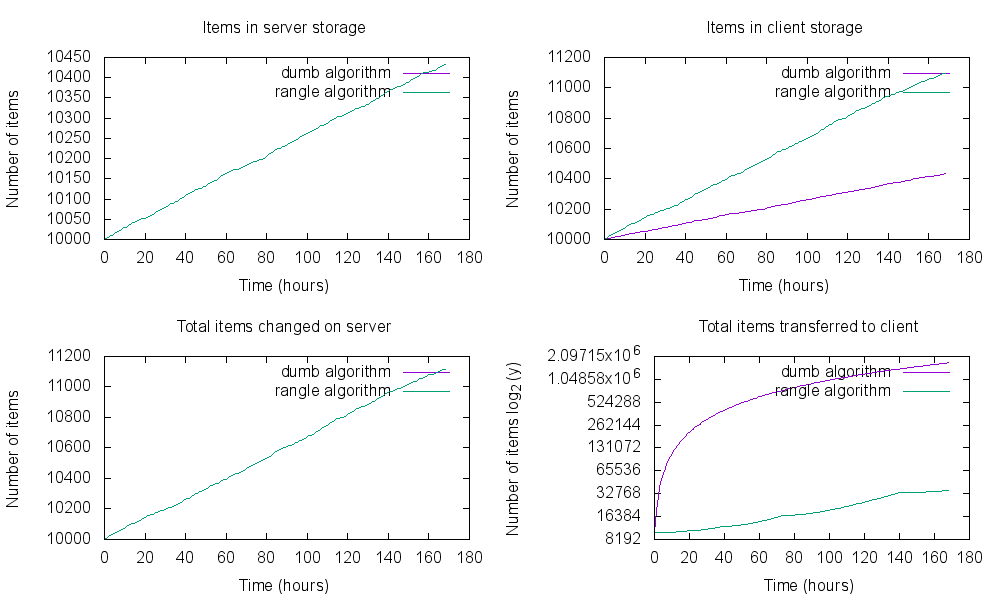 Items in server storage
Number of items
10450
10400
10350
10300
10250
10200
10150
10100
10050
10000
dumb algorithm
rangle algorithm
0 20 40 60 80 100 120 140 160 180
Time (hours)
Items in client storage
Number of items
11200
11000
10800
10600
10400
10200
10000
dumb algorithm
rangle algorithm
0 20 40 60 80 100 120 140 160 180
Time (hours)
Total items changed on server
Number of items
11200
11000
10800
10600
10400
10200
10000
dumb algorithm
rangle algorithm
0 20 40 60 80 100 120 140 160 180
Time (hours)
Total items transferred to client
Number of items log2 (y)
2.09715x10^6
1.04858x10^6
524288
262144
131072
65536
32768
16384
8192
dumb algorithm
rangle algorithm
0 20 40 60 80 100 120 140 160 180
Time (hours)